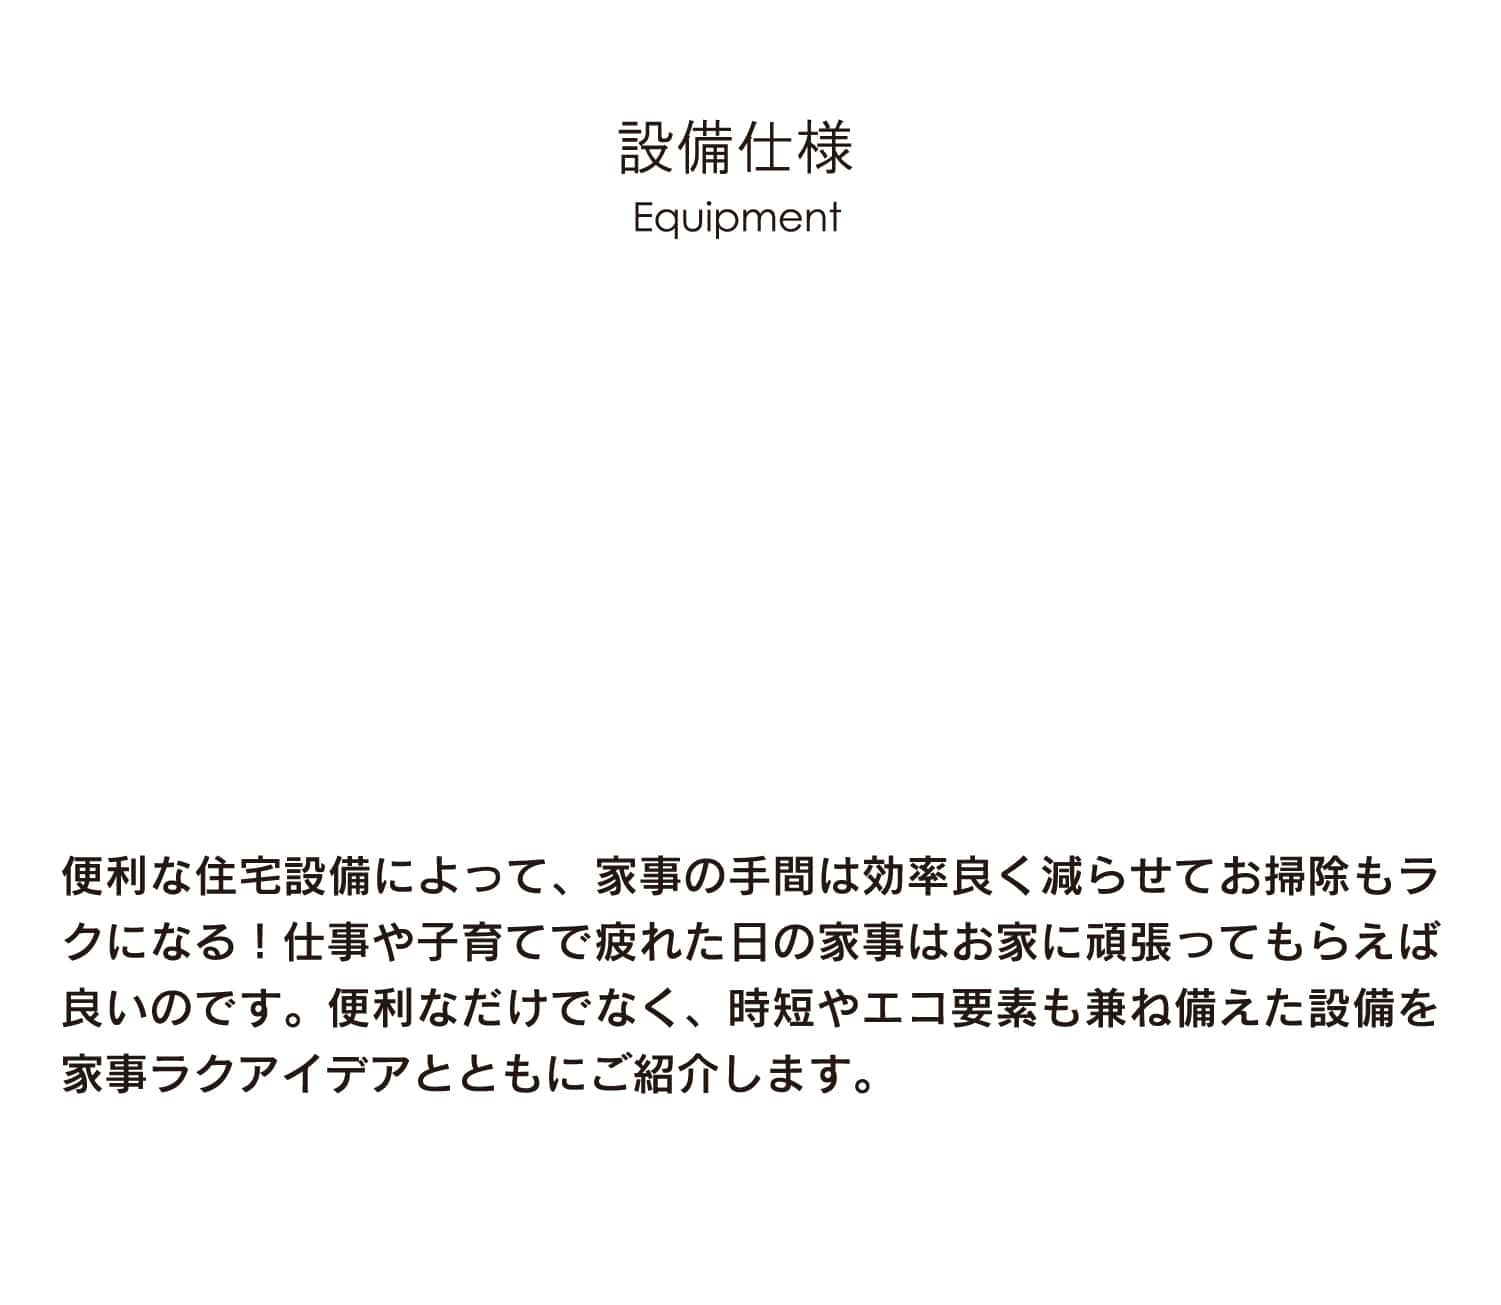 設備仕様
Equipment
便利な住宅設備によって、家事の手間は効率良く減らせてお掃除もラ
クになる！仕事や子育てで疲れた日の家事はお家に頑張ってもらえば
良いのです。便利なだけでなく、時短やエコ要素も兼ね備えた設備を
家事ラクアイデアとともにご紹介します。